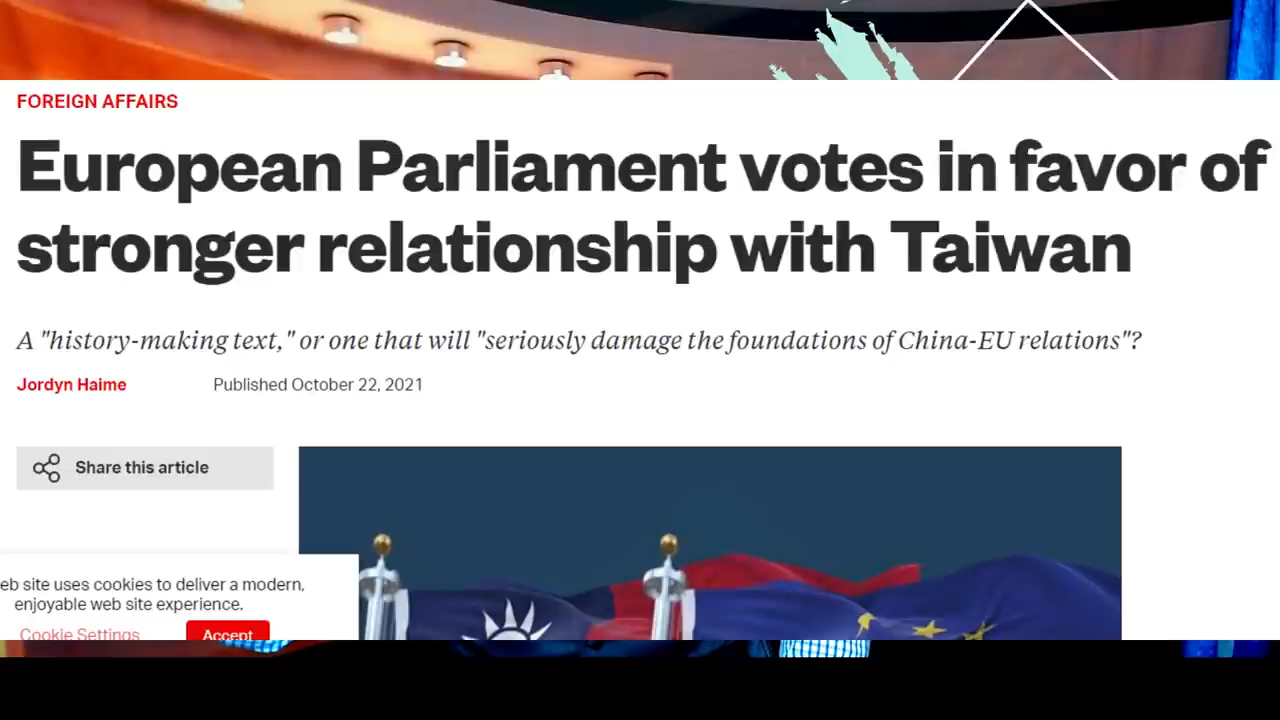 FOREIGN AFFAIRS
European Parliament votes in favor of
stronger relationship with Taiwan
A "history-making text," or one that will "seriously damage the foundations of China-EU relations"?
Jordyn Haime Published October 22, 2021
Share this article
eb site uses cookies to deliver a modern,
enjoyable web site experience.
Cookie Settings Accept